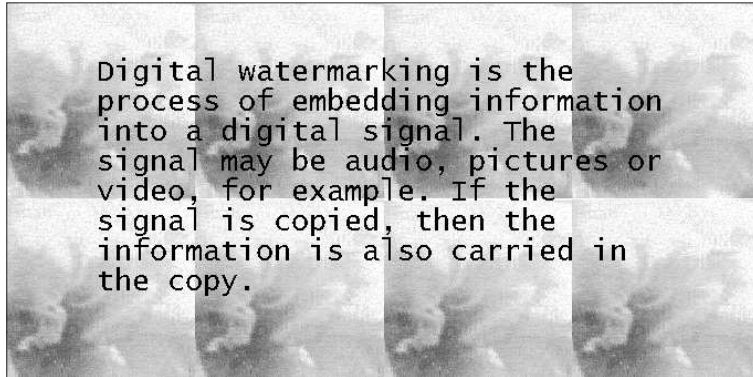 Digital watermarking is the
process of embedding information
into a digital signal. The
signal may be audio, pictures or
video, for example. If the
signal is copied, then the
information is also carried in
the copy.